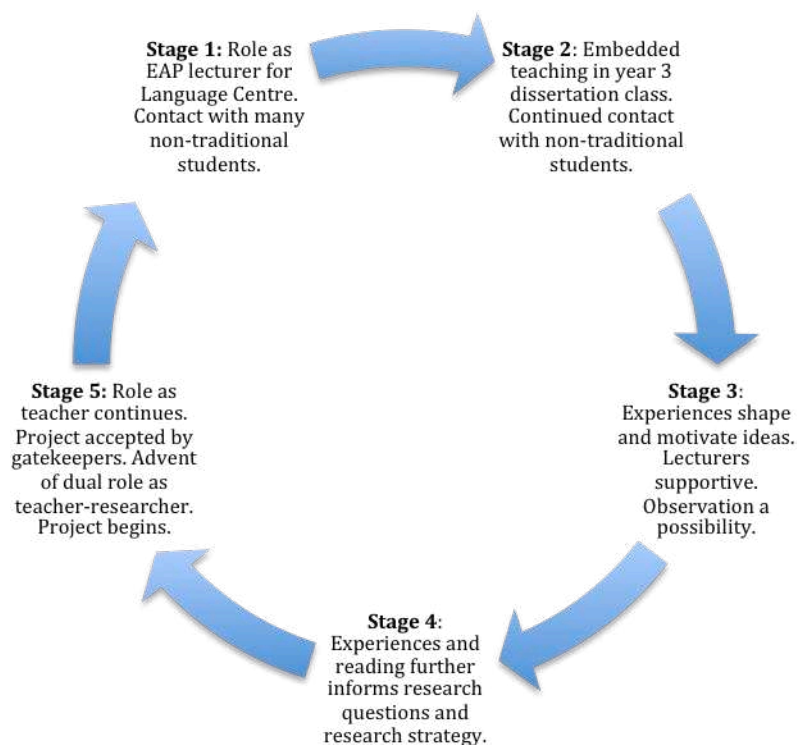 Stage 1: Role as
EAP lecturer for
Language Centre.
Contact with many
non-traditional
students.
Stage 2: Embedded
teaching in year 3
dissertation class.
Continued contact
with non-traditional
students.
Stage 3:
Experiences shape
and motivate ideas.
Lecturers
supportive.
Observation a
possibility.
Stage 4:
Experiences and
reading further
informs research
questions and
research strategy.
Stage 5: Role as
teacher continues.
Project accepted by
gatekeepers. Advent
of dual role as
teacher-researcher.
Project begins.